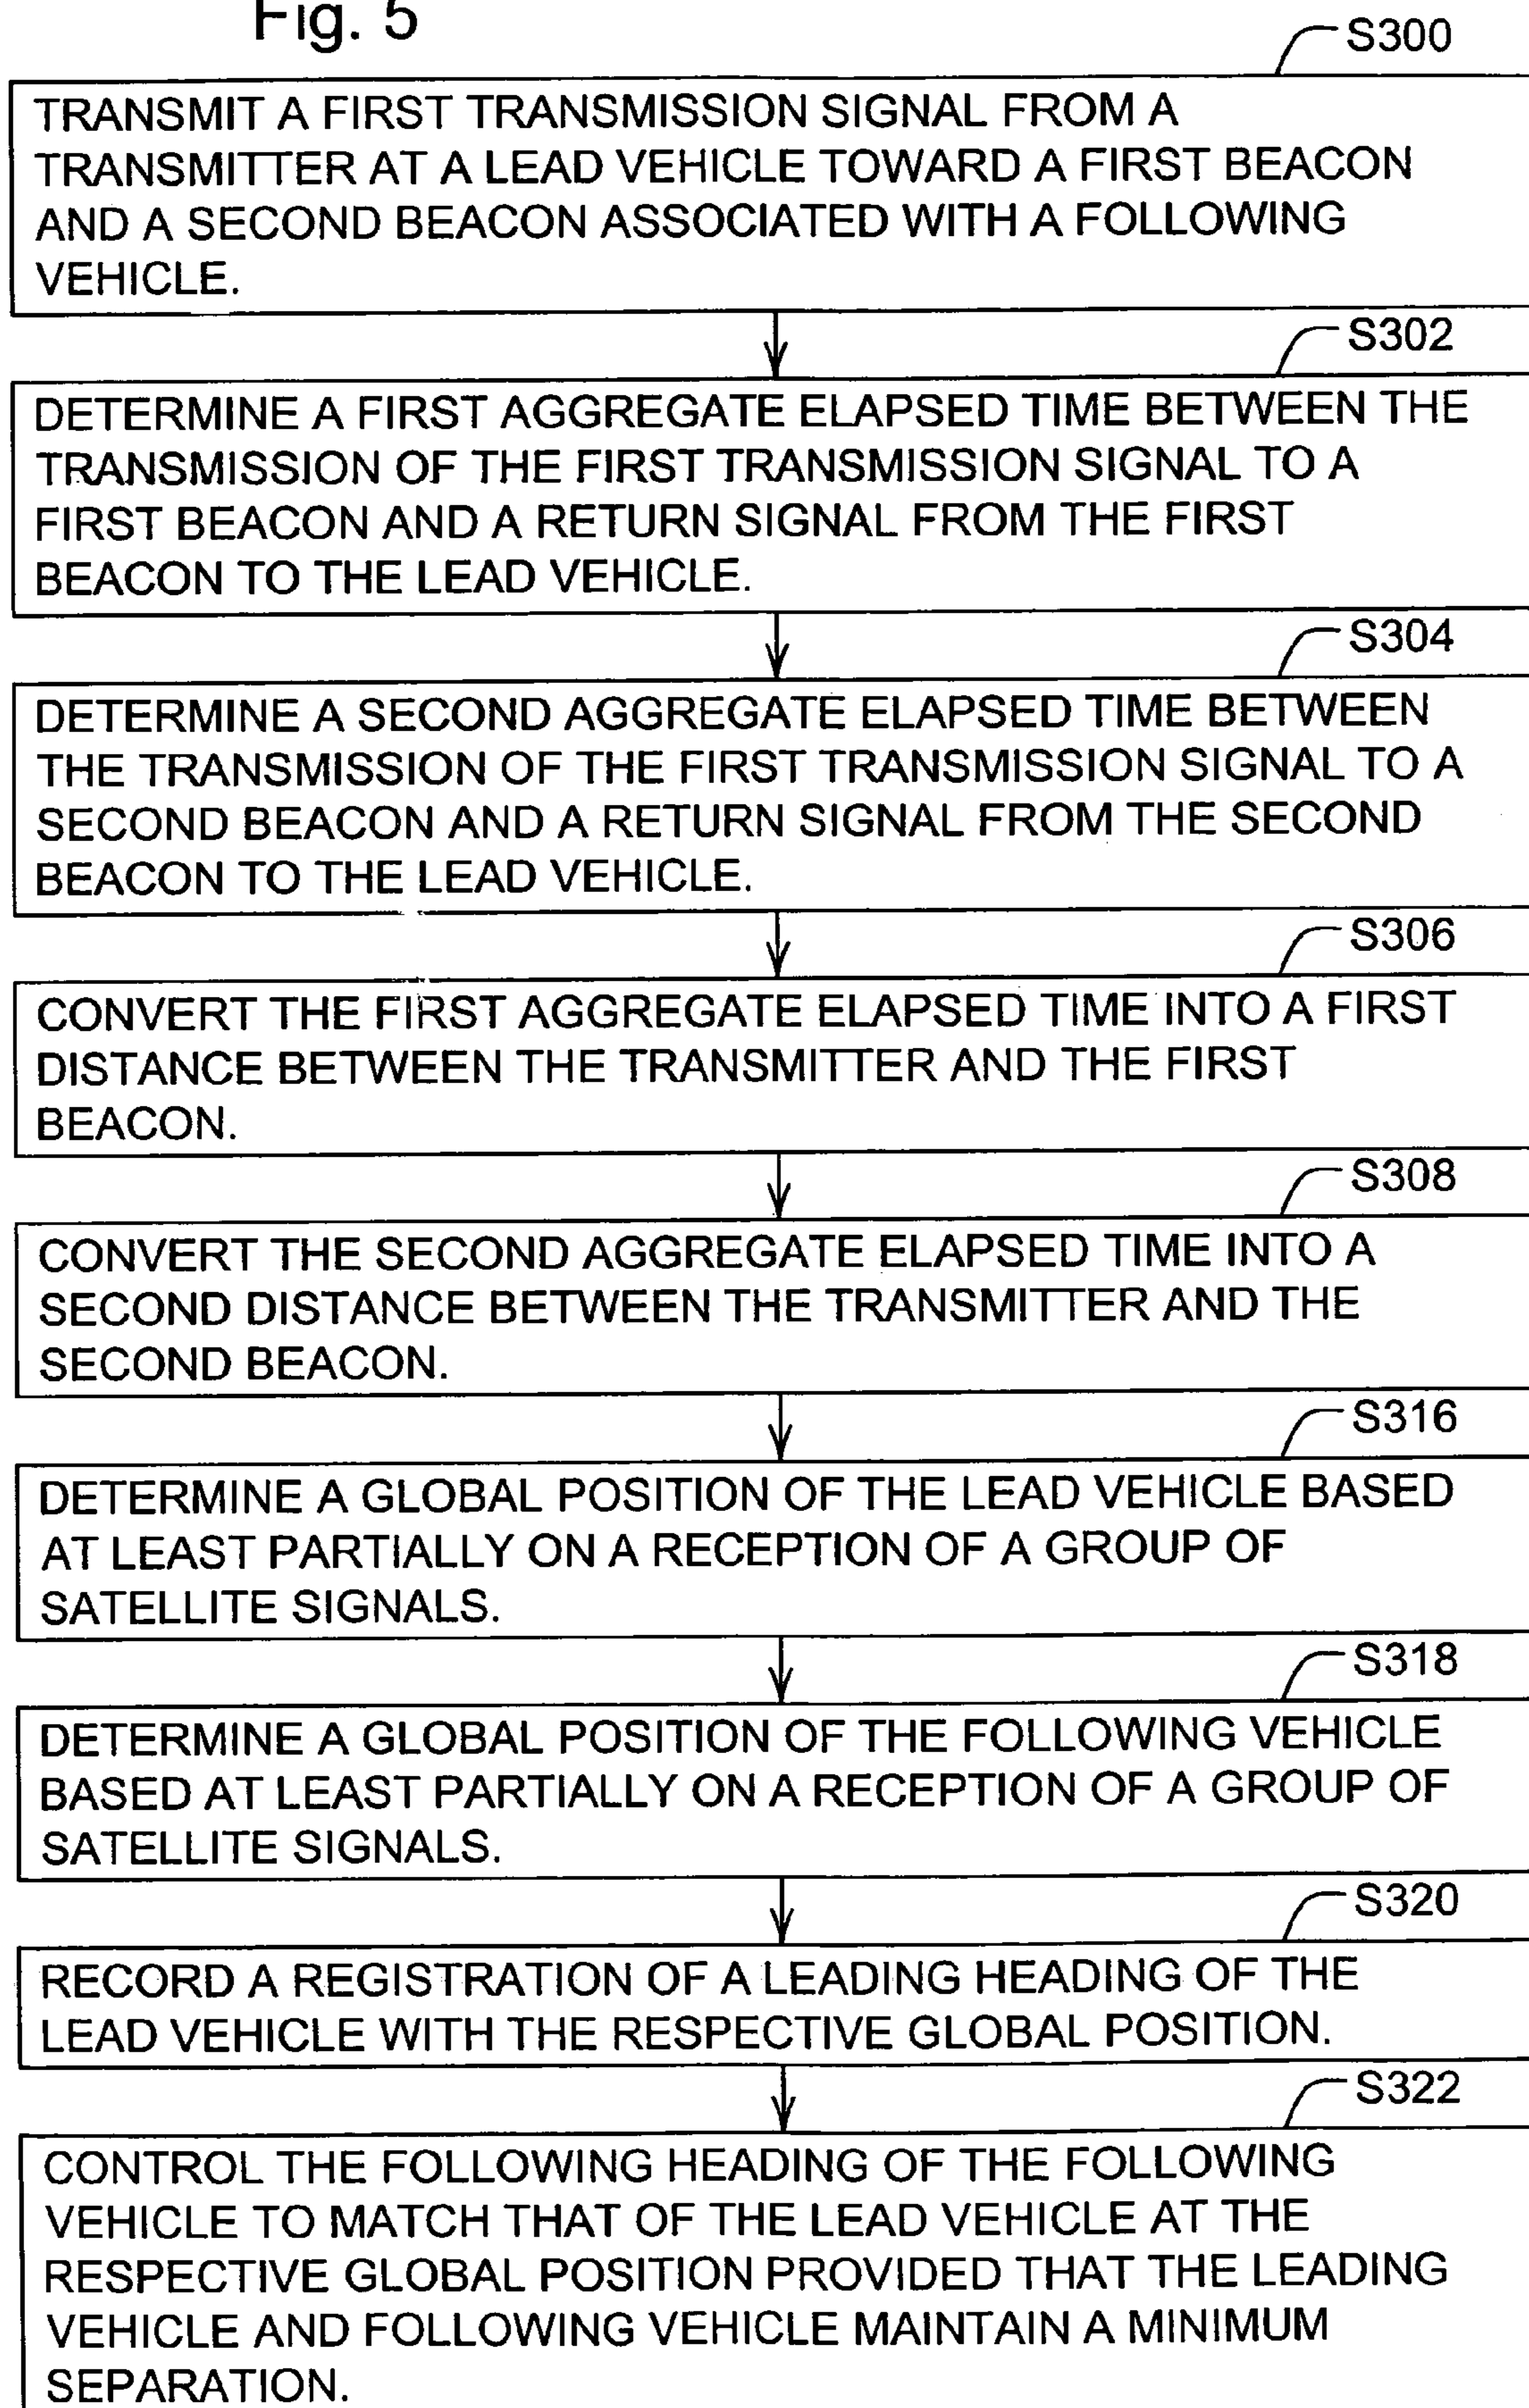 Fig. 5
S300
TRANSMIT A FIRST TRANSMISSION SIGNAL FROM A
TRANSMITTER AT A LEAD VEHICLE TOWARD A FIRST BEACON
AND A SECOND BEACON ASSOCIATED WITH A FOLLOWING
VEHICLE.
S302
DETERMINE A FIRST AGGREGATE ELAPSED TIME BETWEEN THE
TRANSMISSION OF THE FIRST TRANSMISSION SIGNAL TO A
FIRST BEACON AND A RETURN SIGNAL FROM THE FIRST
BEACON TO THE LEAD VEHICLE.
S304
DETERMINE A SECOND AGGREGATE ELAPSED TIME BETWEEN
THE TRANSMISSION OF THE FIRST TRANSMISSION SIGNAL TO A
SECOND BEACON AND A RETURN SIGNAL FROM THE SECOND
BEACON TO THE LEAD VEHICLE.
S306
CONVERT THE FIRST AGGREGATE ELAPSED TIME INTO A FIRST
DISTANCE BETWEEN THE TRANSMITTER AND THE FIRST
BEACON.
S308
CONVERT THE SECOND AGGREGATE ELAPSED TIME INTO A
SECOND DISTANCE BETWEEN THE TRANSMITTER AND THE
SECOND BEACON.
S316
DETERMINE A GLOBAL POSITION OF THE LEAD VEHICLE BASED
AT LEAST PARTIALLY ON A RECEPTION OF A GROUP OF
SATELLITE SIGNALS.
S318
DETERMINE A GLOBAL POSITION OF THE FOLLOWING VEHICLE
BASED AT LEAST PARTIALLY ON A RECEPTION OF A GROUP OF
SATELLITE SIGNALS.
S320
RECORD A REGISTRATION OF A LEADING HEADING OF THE
LEAD VEHICLE WITH THE RESPECTIVE GLOBAL POSITION.
S322
CONTROL THE FOLLOWING HEADING OF THE FOLLOWING
VEHICLE TO MATCH THAT OF THE LEAD VEHICLE AT THE
RESPECTIVE GLOBAL POSITION PROVIDED THAT THE LEADING
VEHICLE AND FOLLOWING VEHICLE MAINTAIN A MINIMUM
SEPARATION.